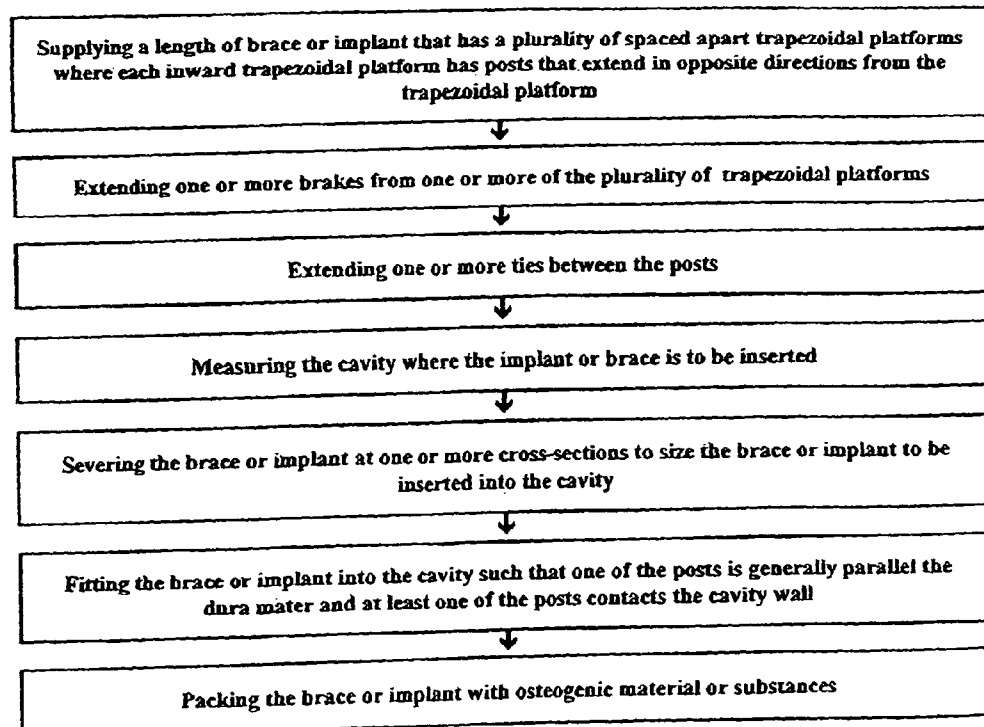 Supplying a length of brace or implant that has a plurality of spaced apart trapezoidal platforms
where each inward trapezoidal platform has posts that extend in opposite directions from the
trapezoidal platform
Extending one or more brakes from one or more of the plurality of trapezoidal platforms
Extending one or more ties between the posts
Measuring the cavity where the implant or brace is to be inserted
Severing the brace or implant at one or more cross-sections to size the brace or implant to be
inserted into the cavity
Fitting the brace or implant into the cavity such that one of the posts is generally parallel the
dura mater and at least one of the posts contacts the cavity wall
Packing the brace or implant with osteogenic material or substances